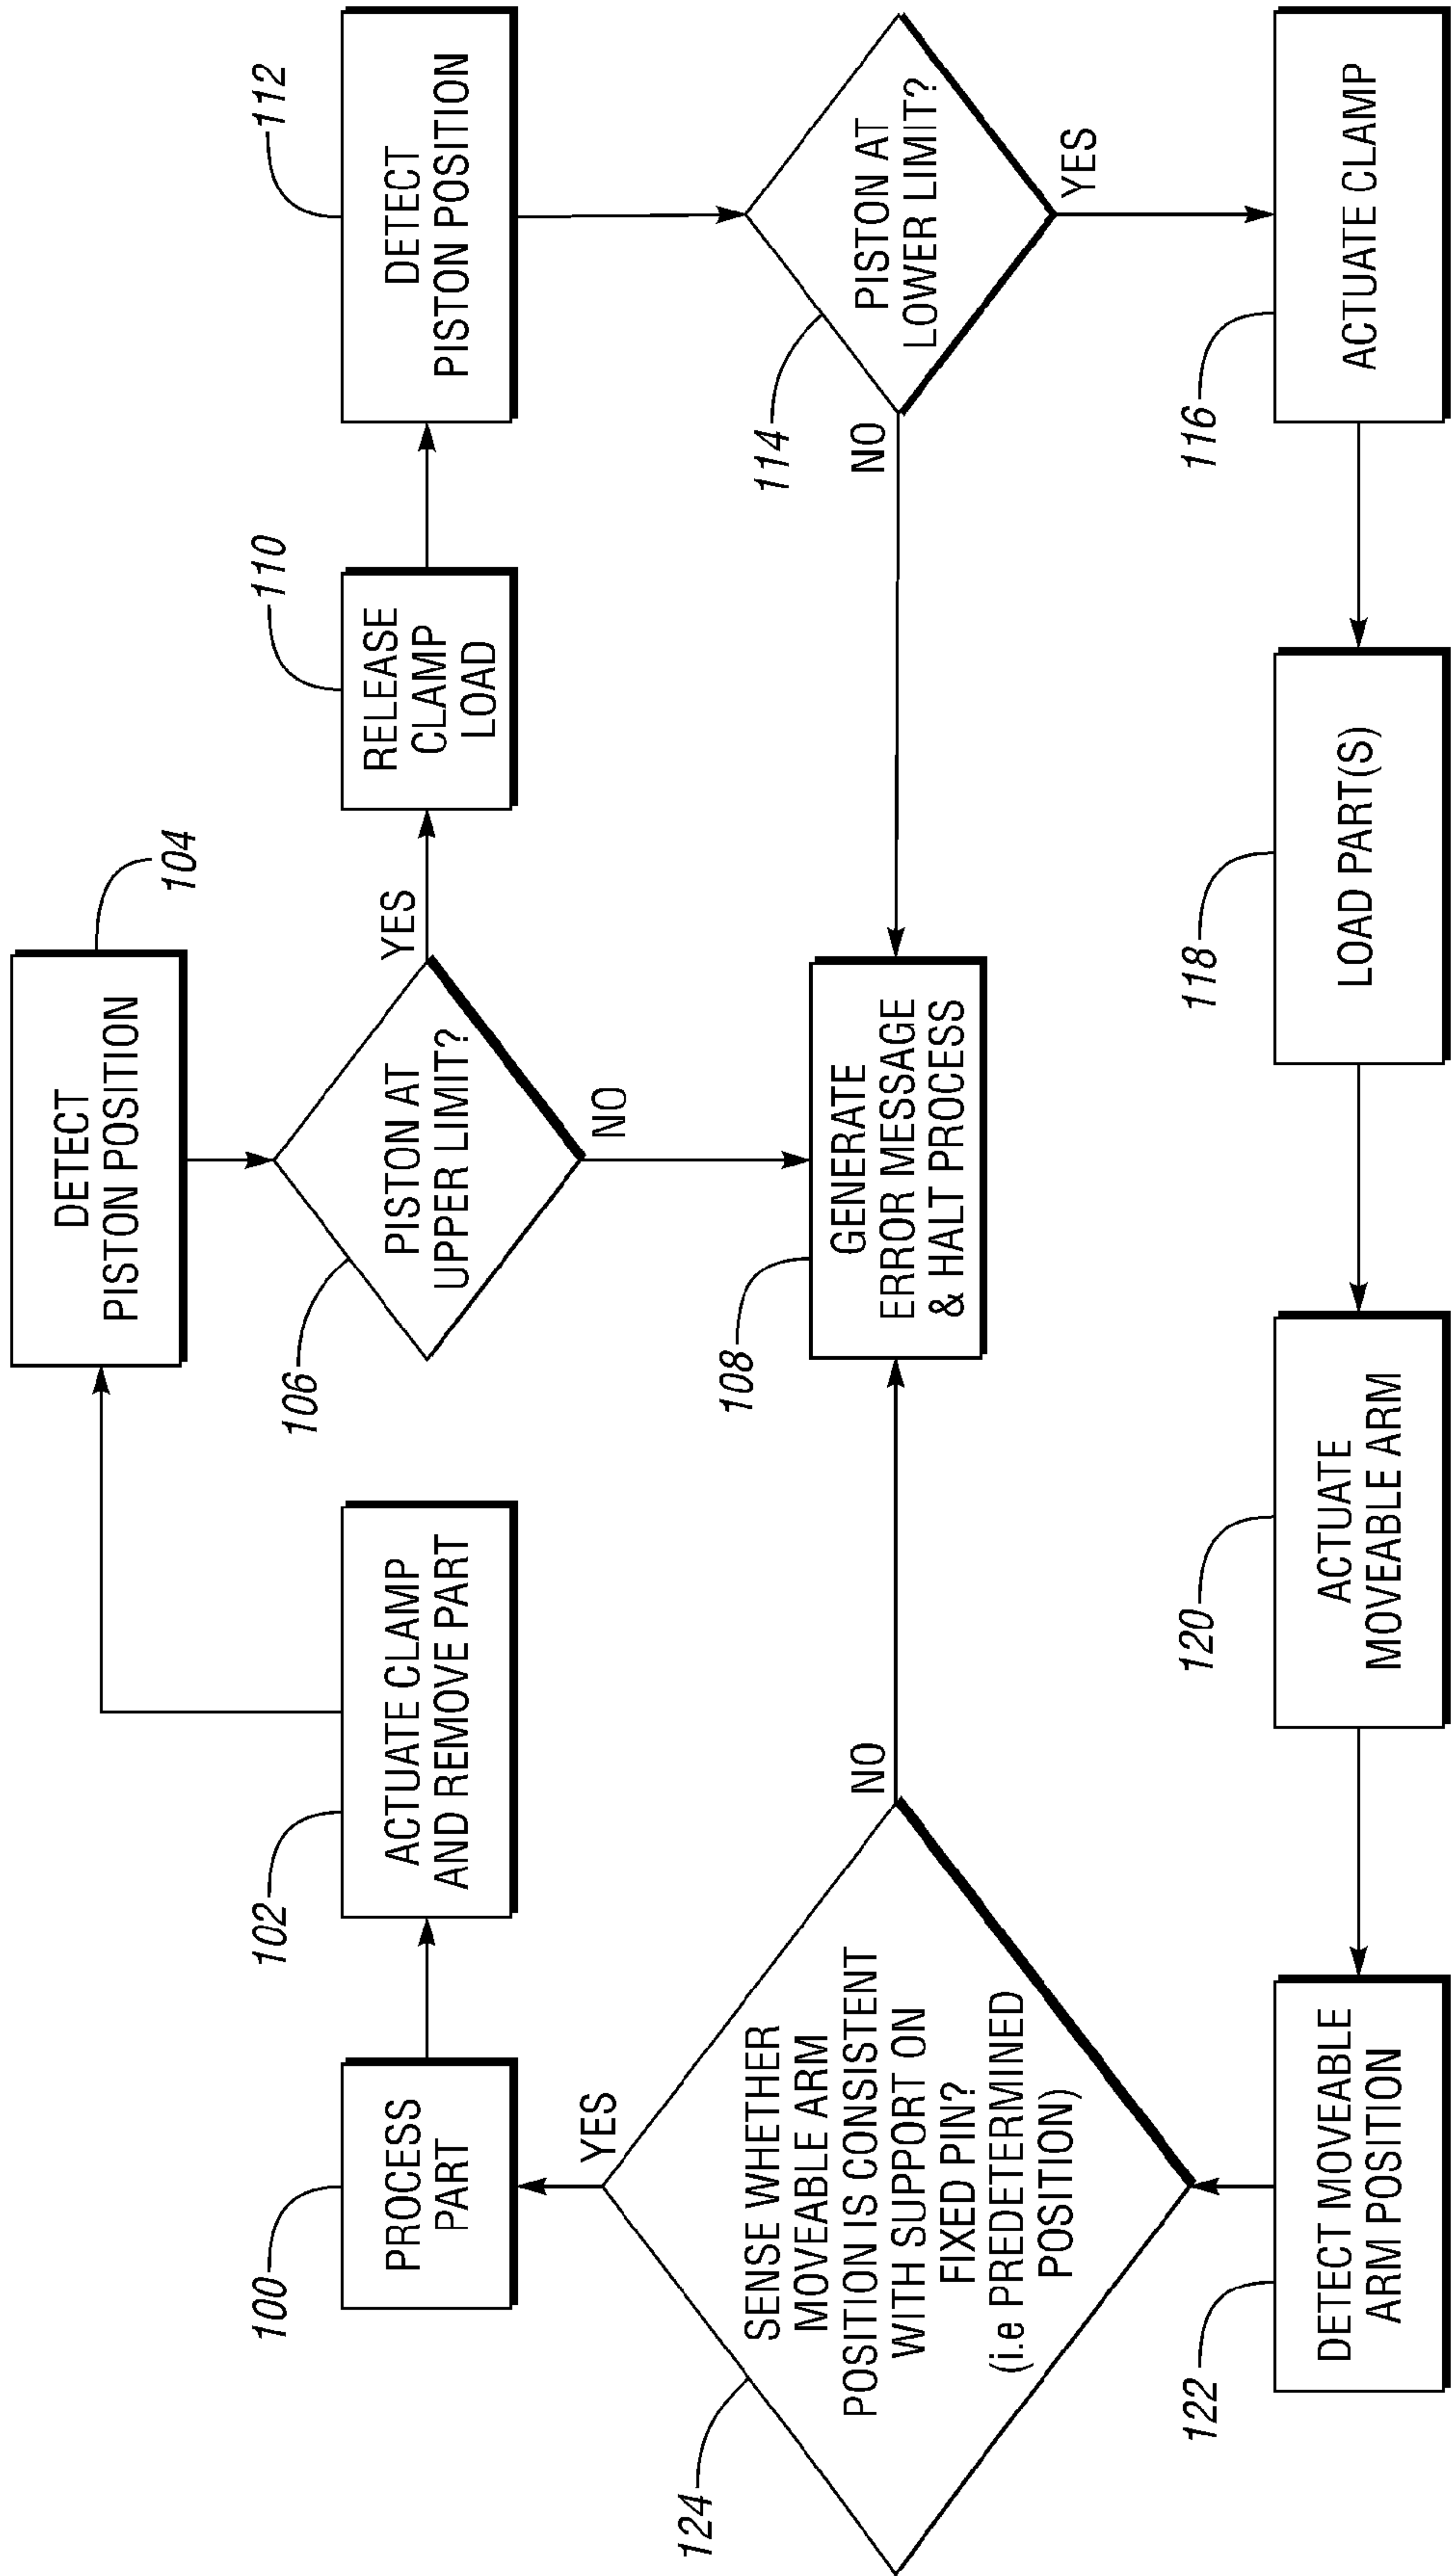 100
PROCESS
PART
102
ACTUATE CLAMP
AND REMOVE PART
104
DETECT
PISTON POSITION
106
PISTON AT
UPPER LIMIT?
YES
NO
108
GENERATE
ERROR MESSAGE
& HALT PROCESS
110
RELEASE
CLAMP
LOAD
112
DETECT
PISTON POSITION
114
PISTON AT
LOWER LIMIT?
NO
YES
116
ACTUATE CLAMP
118
LOAD PART(S)
120
ACTUATE
MOVEABLE ARM
122
DETECT MOVEABLE
ARM POSITION
124
SENSE WHETHER
MOVEABLE ARM
POSITION IS CONSISTENT
WITH SUPPORT ON
FIXED PIN?
(i.e PREDETERMINED
POSITION)
YES
NO